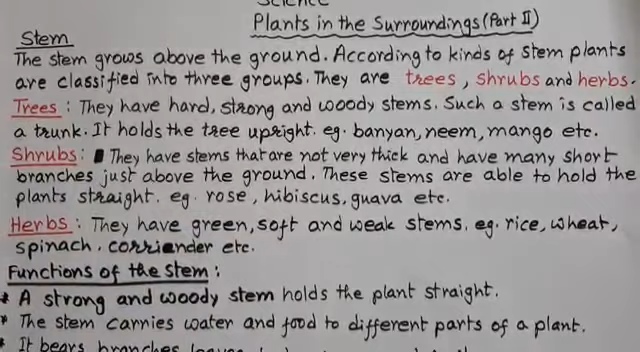 Science
Plants in the Surroundings (Part II)
Stem
The stem grows above the ground. According to kinds of stem plants
are classified into three groups. They are trees, shrubs and herbs.
Trees : They have hard, strong and woody stems. Such a stem is called
a trunk. It holds the tree upright. eg. banyan, neem, mango etc.
Shrubs : They have stems that are not very thick and have many short
branches just above the ground. These stems are able to hold the
plants straight. eg. rose, hibiscus, guava etc.
Herbs : They have green, soft and weak stems. eg. rice, wheat,
spinach. corriander etc.
Functions of the stem :
* A strong and woody stem holds the plant straight.
* The stem carries water and food to different parts of a plant.
* It bears branches